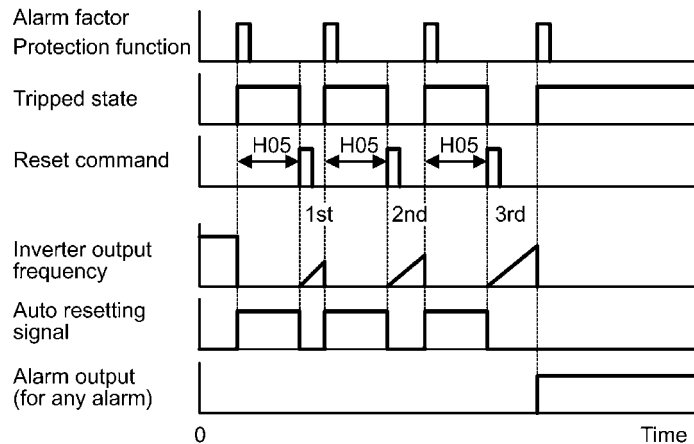 Alarm factor
Protection function
Tripped state
H05 H05 H05
Reset command
1st 2nd 3rd
Inverter output
frequency
Auto resetting
signal
Alarm output
(for any alarm)
0 Time